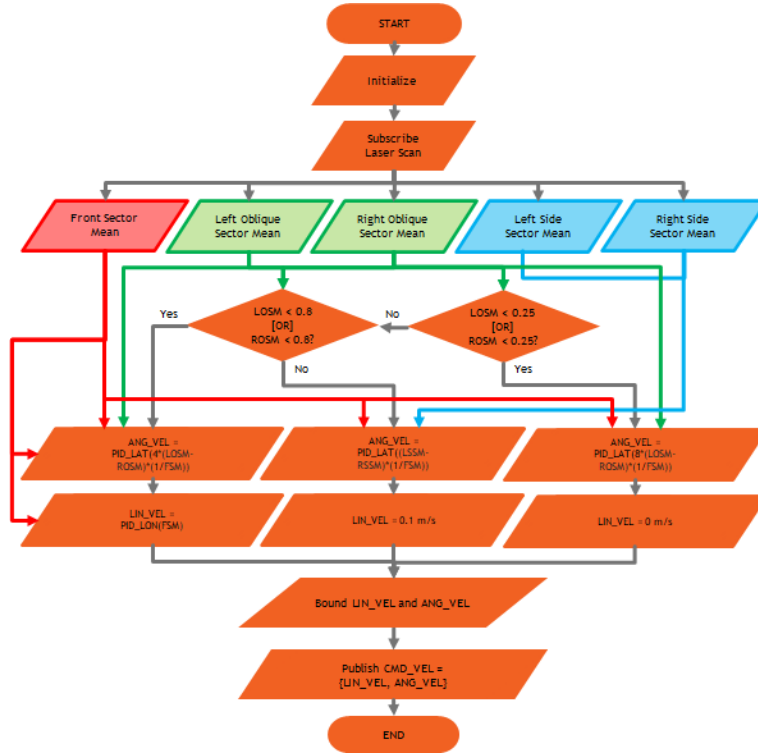 START
Initialize
Subscribe
Laser Scan
Front Sector
Mean
Left Oblique
Sector Mean
Right Oblique
Sector Mean
Left Side
Sector Mean
Right Side
Sector Mean
Yes
LOSM < 0.8
[OR]
ROSM < 0.8?
No
LOSM < 0.25
[OR]
ROSM < 0.25?
No
Yes
ANG_VEL =
PID_LAT(4*(LOSM-
ROSM)*(1/FSM))
ANG_VEL =
PID_LAT((LSSM-
RSSM)*(1/FSM))
ANG_VEL =
PID_LAT(8*(LOSM-
ROSM)*(1/FSM))
LIN_VEL =
PID_LON(FSM)
LIN_VEL = 0.1 m/s
LIN_VEL = 0 m/s
Bound LIN_VEL and ANG_VEL
Publish CMD_VEL =
{LIN_VEL, ANG_VEL}
END